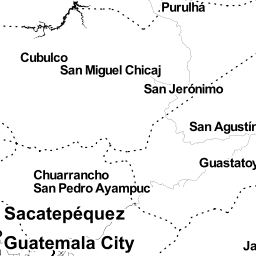 Purulhá
Cubulco
San Miguel Chicaj
San Jerónimo
San Agustín
Guastatoy
Chuarrancho
San Pedro Ayampuc
Sacatepéquez
Guatemala City
Ja